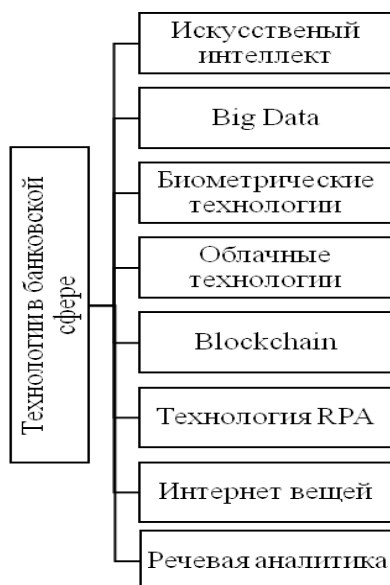 Технологии в банковской
сфере
Искусственый
интеллект
Big Data
Биометрические
технологии
Облачные
технологии
Blockchain
Технология RPA
Интернет вещей
Речевая аналитика